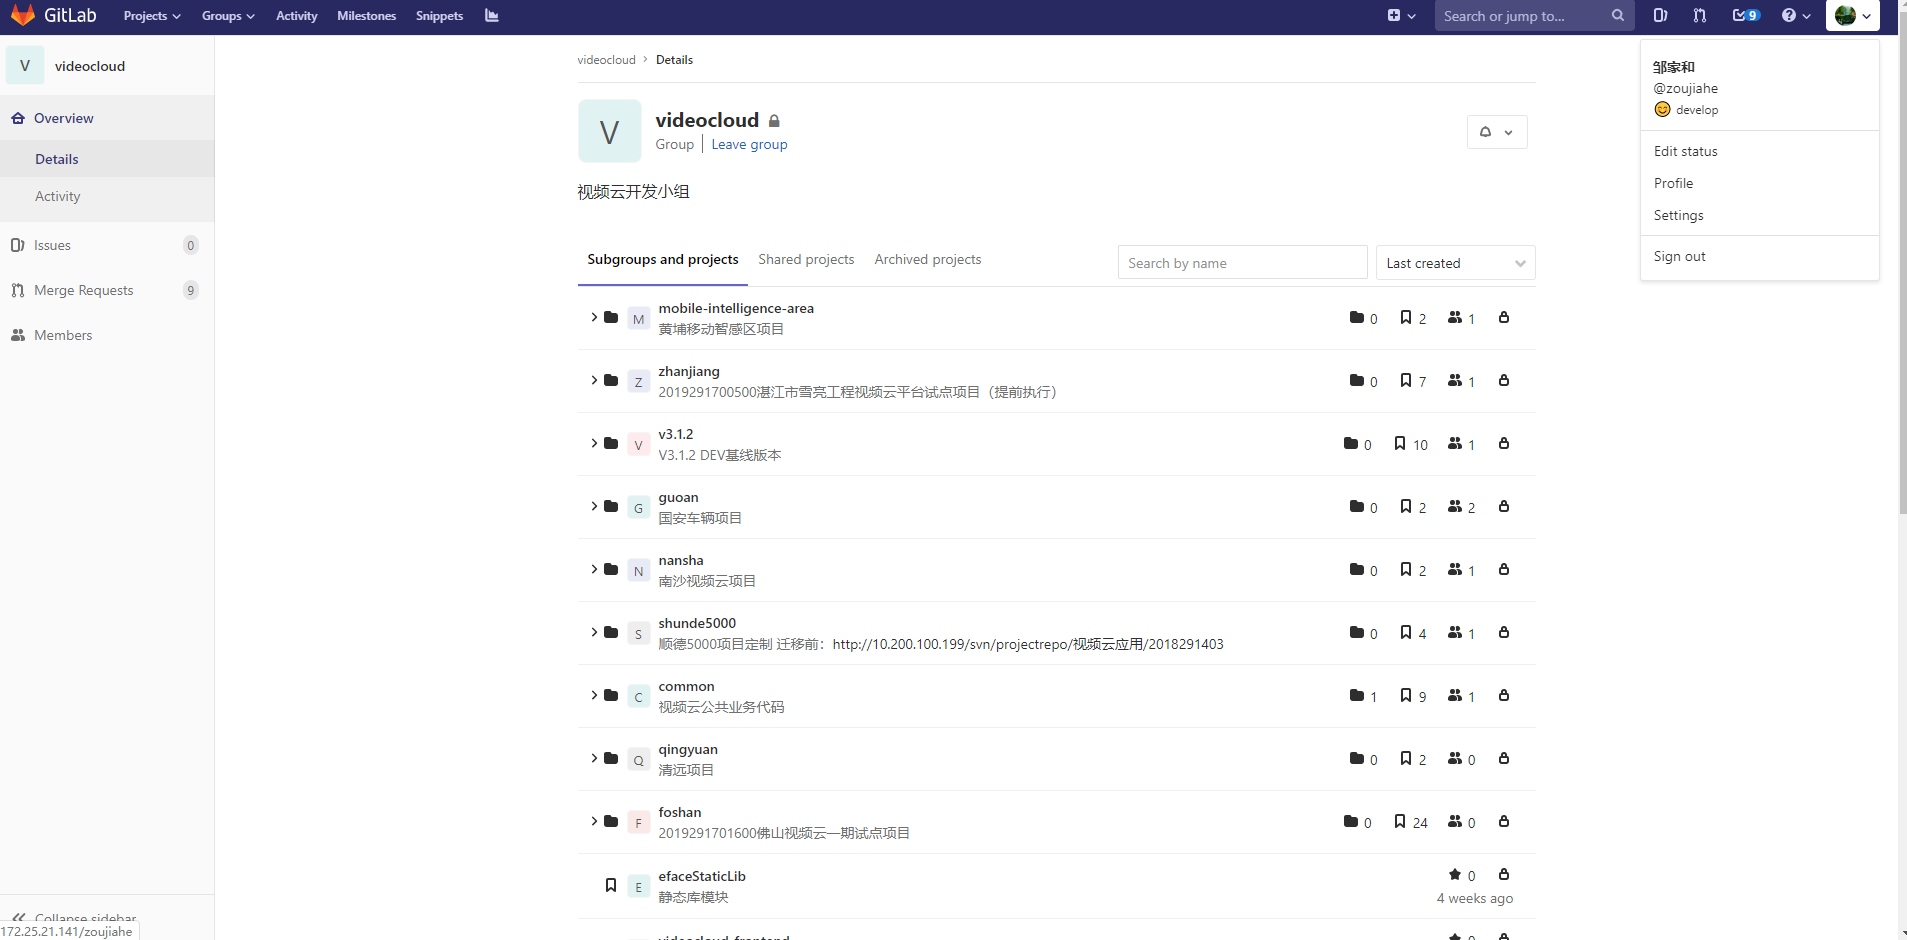 GitLab Projects Groups Activity Milestones Snippets Search or jump to... 9
V videocloud
Overview
Details
Activity
Issues 0
Merge Requests 9
Members
Collapse sidebar
172.25.21.141/zoujiahe
videocloud > Details
V
videocloud
Group Leave group
视频云开发小组
Subgroups and projects Shared projects Archived projects Search by name Last created
M mobile-intelligence-area 0 2 1
黄埔移动智感区项目
Z zhanjiang 0 7 1
2019291700500湛江市雪亮工程视频云平台试点项目（提前执行）
V v3.1.2 0 10 1
V3.1.2 DEV基线版本
G guoan 0 2 2
国安车辆项目
N nansha 0 2 1
南沙视频云项目
S shunde5000 0 4 1
顺德5000项目定制 迁移前：http://10.200.100.199/svn/projectrepo/视频云应用/2018291403
C common 1 9 1
视频云公共业务代码
Q qingyuan 0 2 0
清远项目
F foshan 0 24 0
2019291701600佛山视频云一期试点项目
E efaceStaticLib 0
静态库模块 4 weeks ago
videocloud-frontend 0
邹家和
@zoujiahe
develop
Edit status
Profile
Settings
Sign out